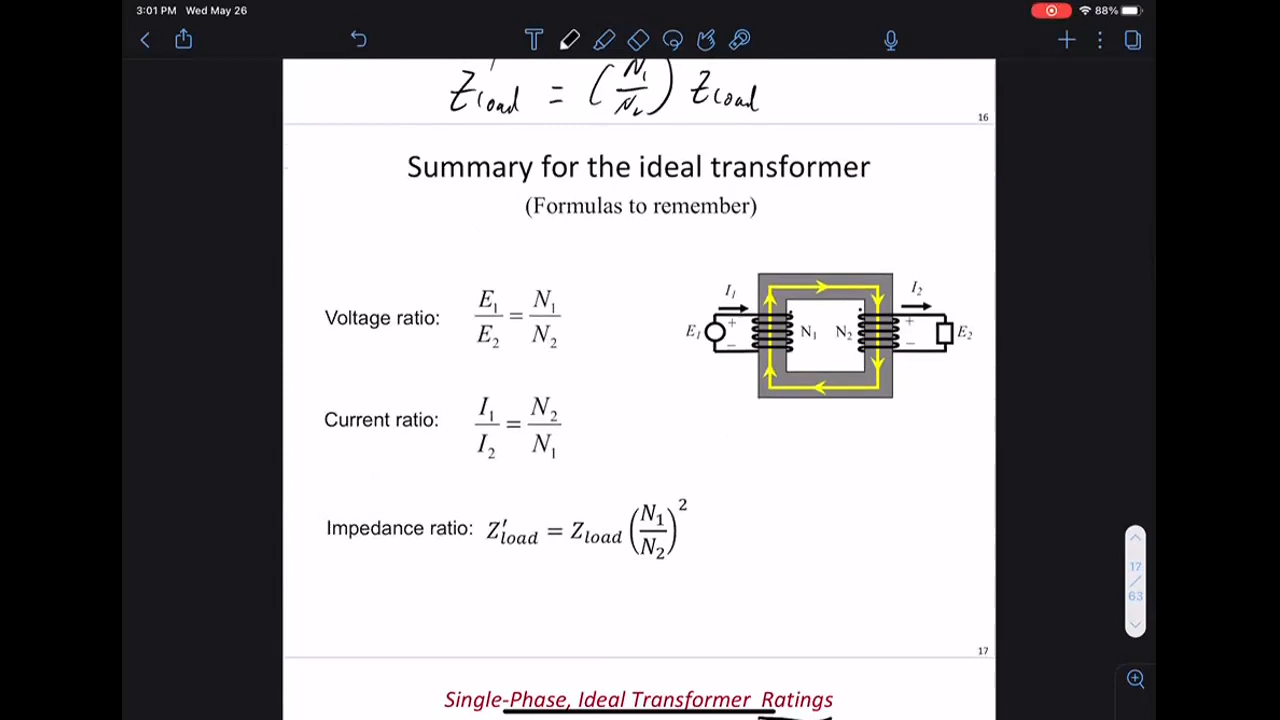 3:01 PM Wed May 26
88%
Z'load = (N1/N2) Zload
16
Summary for the ideal transformer
(Formulas to remember)
Voltage ratio: E1/E2 = N1/N2
I1 I2
E1 + − N1 N2 + − E2
Current ratio: I1/I2 = N2/N1
Impedance ratio: Z′load = Zload (N1/N2)²
17
/
63
17
Single-Phase, Ideal Transformer Ratings